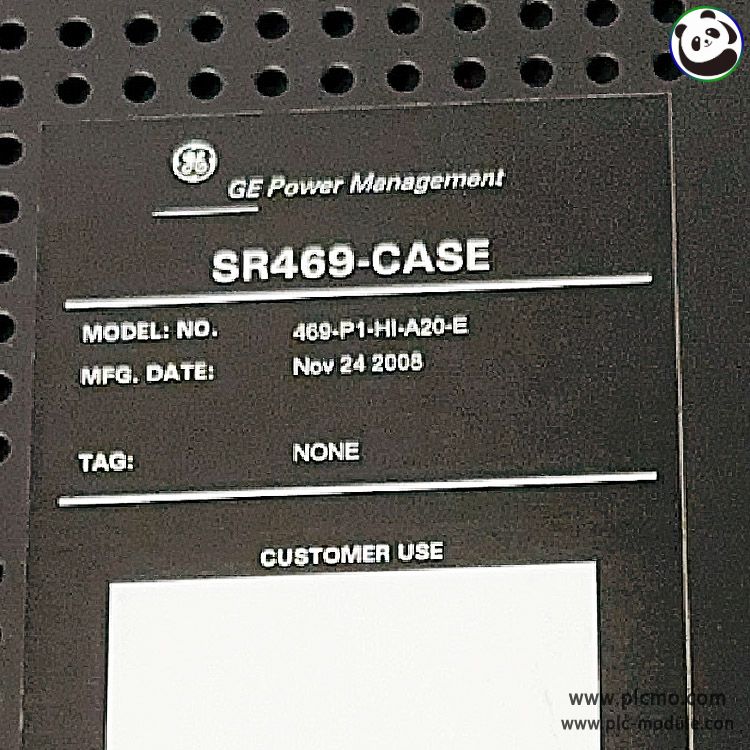 GE Power Management
SR469-CASE
MODEL: NO. 469-P1-HI-A20-E
MFG. DATE: Nov 24 2008
TAG: NONE
CUSTOMER USE
www.plcmo.com
www.plc-module.con